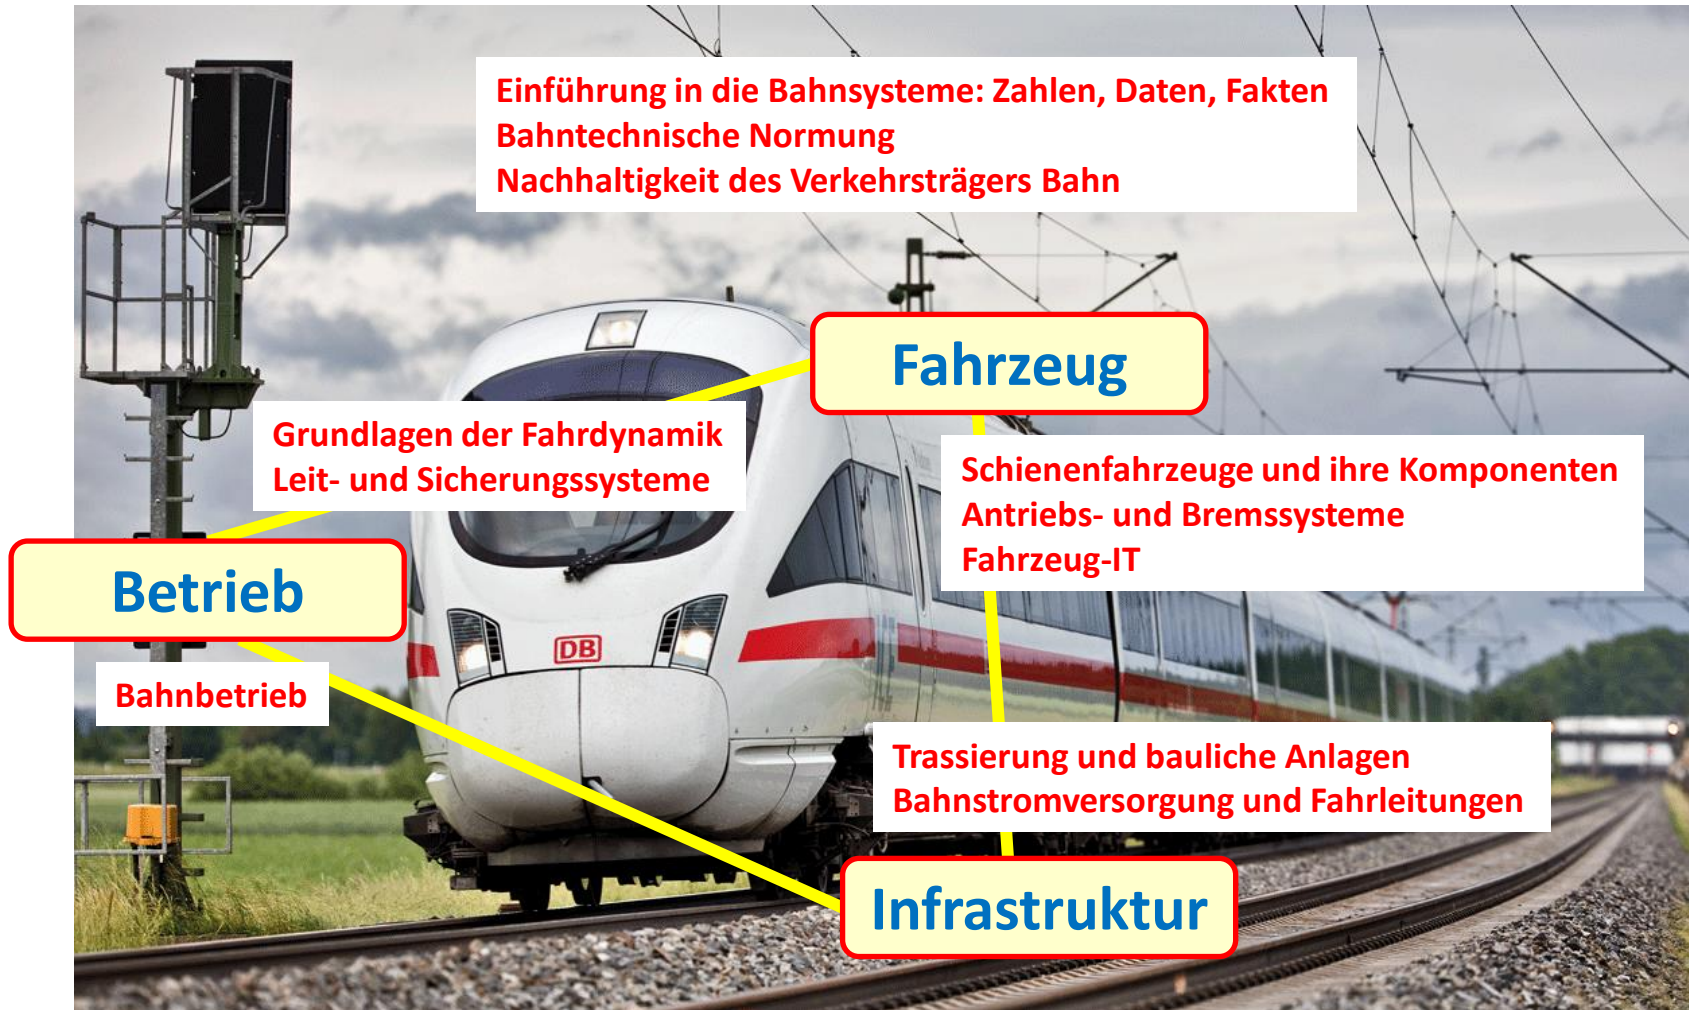 Einführung in die Bahnsysteme: Zahlen, Daten, Fakten
Bahntechnische Normung
Nachhaltigkeit des Verkehrsträgers Bahn
Fahrzeug
Grundlagen der Fahrdynamik
Leit- und Sicherungssysteme
Schienenfahrzeuge und ihre Komponenten
Antriebs- und Bremssysteme
Fahrzeug-IT
Betrieb
DB
Bahnbetrieb
Trassierung und bauliche Anlagen
Bahnstromversorgung und Fahrleitungen
Infrastruktur